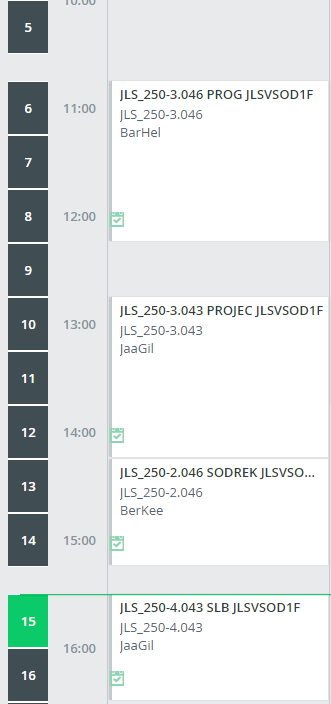 10:00
5
6
11:00
JLS_250-3.046 PROG JLSVSOD1F
JLS_250-3.046
BarHel
7
8
12:00
9
10
13:00
JLS_250-3.043 PROJEC JLSVSOD1F
JLS_250-3.043
JaaGil
11
12
14:00
13
JLS_250-2.046 SODREK JLSVSO...
JLS_250-2.046
BerKee
14
15:00
15
JLS_250-4.043 SLB JLSVSOD1F
JLS_250-4.043
JaaGil
16:00
16